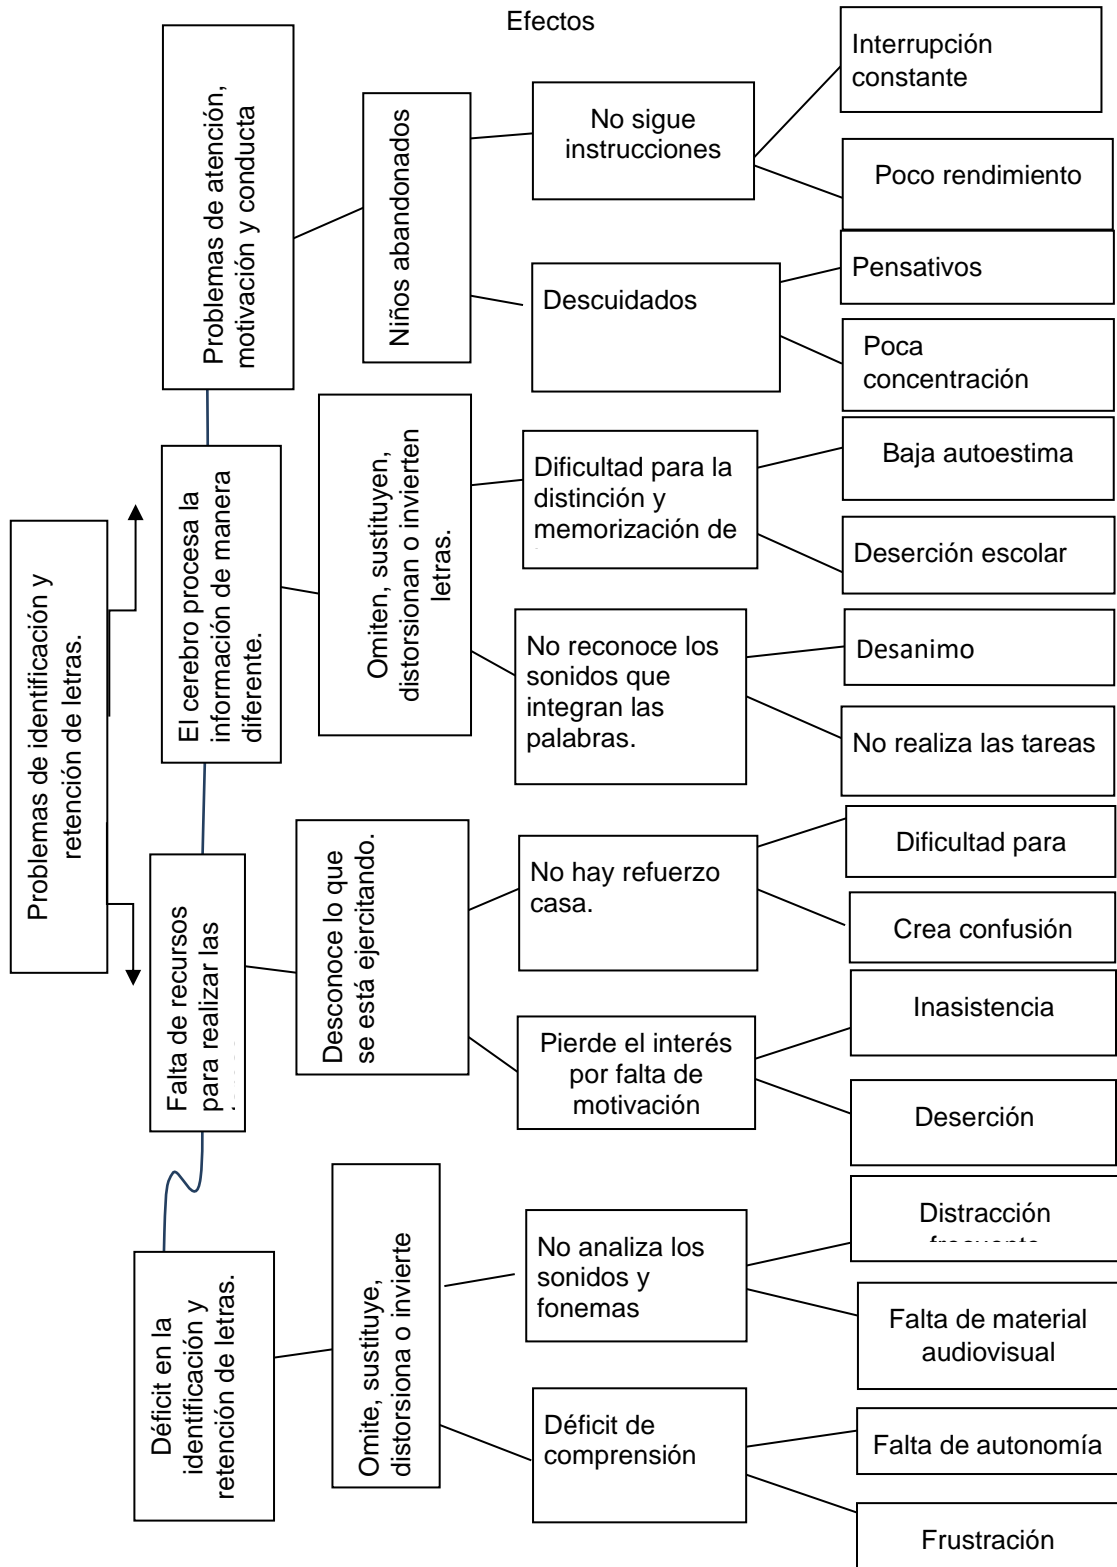 Efectos
Problemas de identificación y
retención de letras.
Problemas de atención,
motivación y conducta
Niños abandonados
No sigue
instrucciones
Interrupción
constante
Poco rendimiento
Descuidados
Pensativos
Poca
concentración
El cerebro procesa la
información de manera
diferente.
Omiten, sustituyen,
distorsionan o invierten
letras.
Dificultad para la
distinción y
memorización de
Baja autoestima
Deserción escolar
No reconoce los
sonidos que
integran las
palabras.
Desanimo
No realiza las tareas
Falta de recursos
para realizar las
Desconoce lo que
se está ejercitando.
No hay refuerzo
casa.
Dificultad para
Crea confusión
Pierde el interés
por falta de
motivación
Inasistencia
Deserción
Déficit en la
identificación y
retención de letras.
Omite, sustituye,
distorsiona o invierte
No analiza los
sonidos y
fonemas
Distracción
Falta de material
audiovisual
Déficit de
comprensión
Falta de autonomía
Frustración